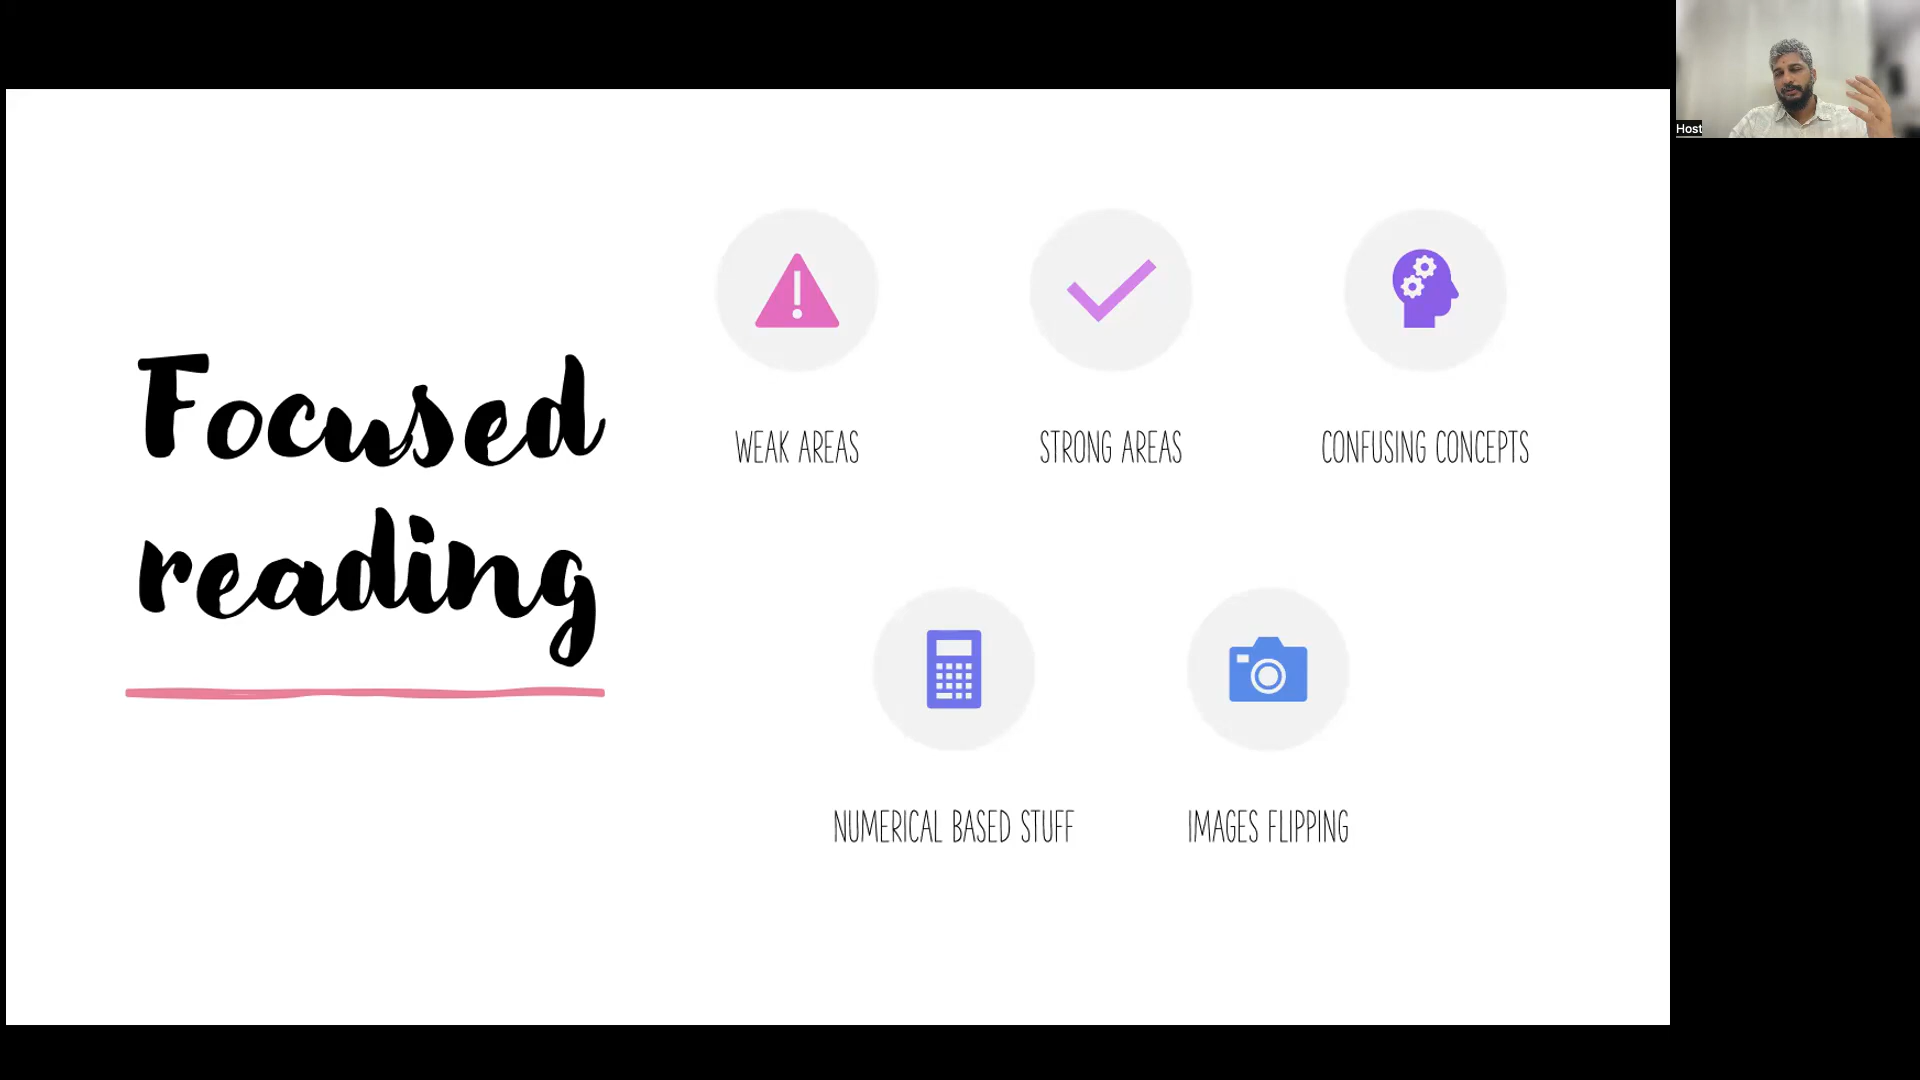 Focused
reading
WEAK AREAS
STRONG AREAS
CONFUSING CONCEPTS
NUMERICAL BASED STUFF
IMAGES FLIPPING
Host